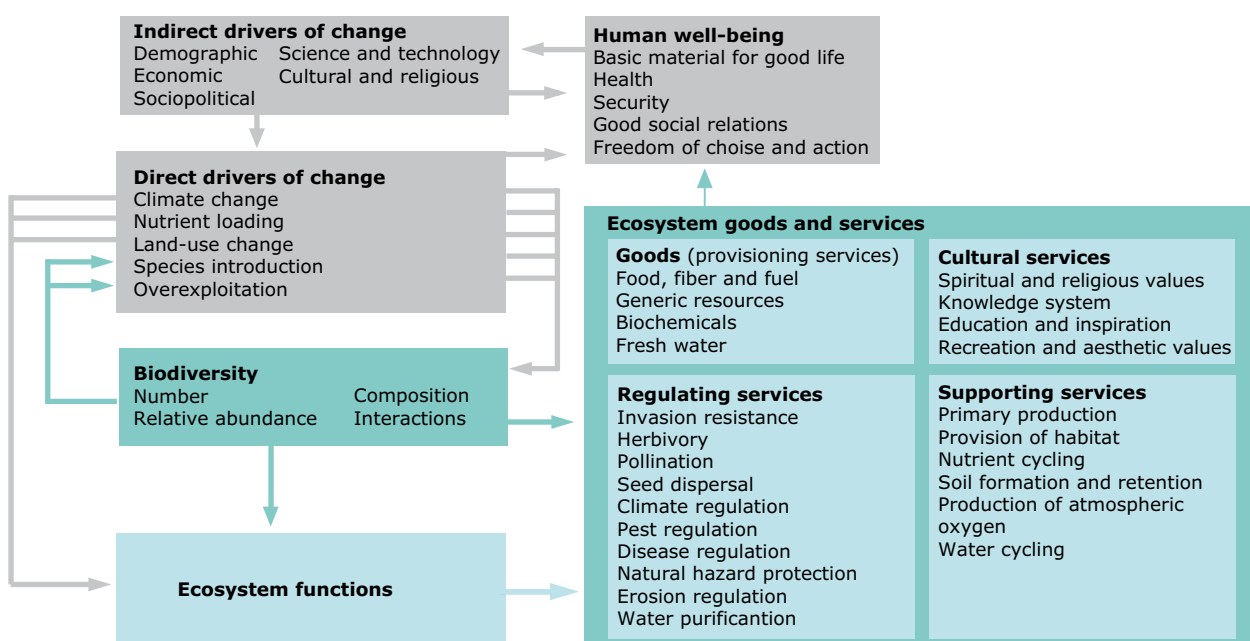 Indirect drivers of change
Demographic
Economic
Sociopolitical
Science and technology
Cultural and religious
Human well-being
Basic material for good life
Health
Security
Good social relations
Freedom of choise and action
Direct drivers of change
Climate change
Nutrient loading
Land-use change
Species introduction
Overexploitation
Biodiversity
Number
Relative abundance
Composition
Interactions
Ecosystem functions
Ecosystem goods and services
Goods (provisioning services)
Food, fiber and fuel
Generic resources
Biochemicals
Fresh water
Cultural services
Spiritual and religious values
Knowledge system
Education and inspiration
Recreation and aesthetic values
Regulating services
Invasion resistance
Herbivory
Pollination
Seed dispersal
Climate regulation
Pest regulation
Disease regulation
Natural hazard protection
Erosion regulation
Water purificantion
Supporting services
Primary production
Provision of habitat
Nutrient cycling
Soil formation and retention
Production of atmospheric
oxygen
Water cycling